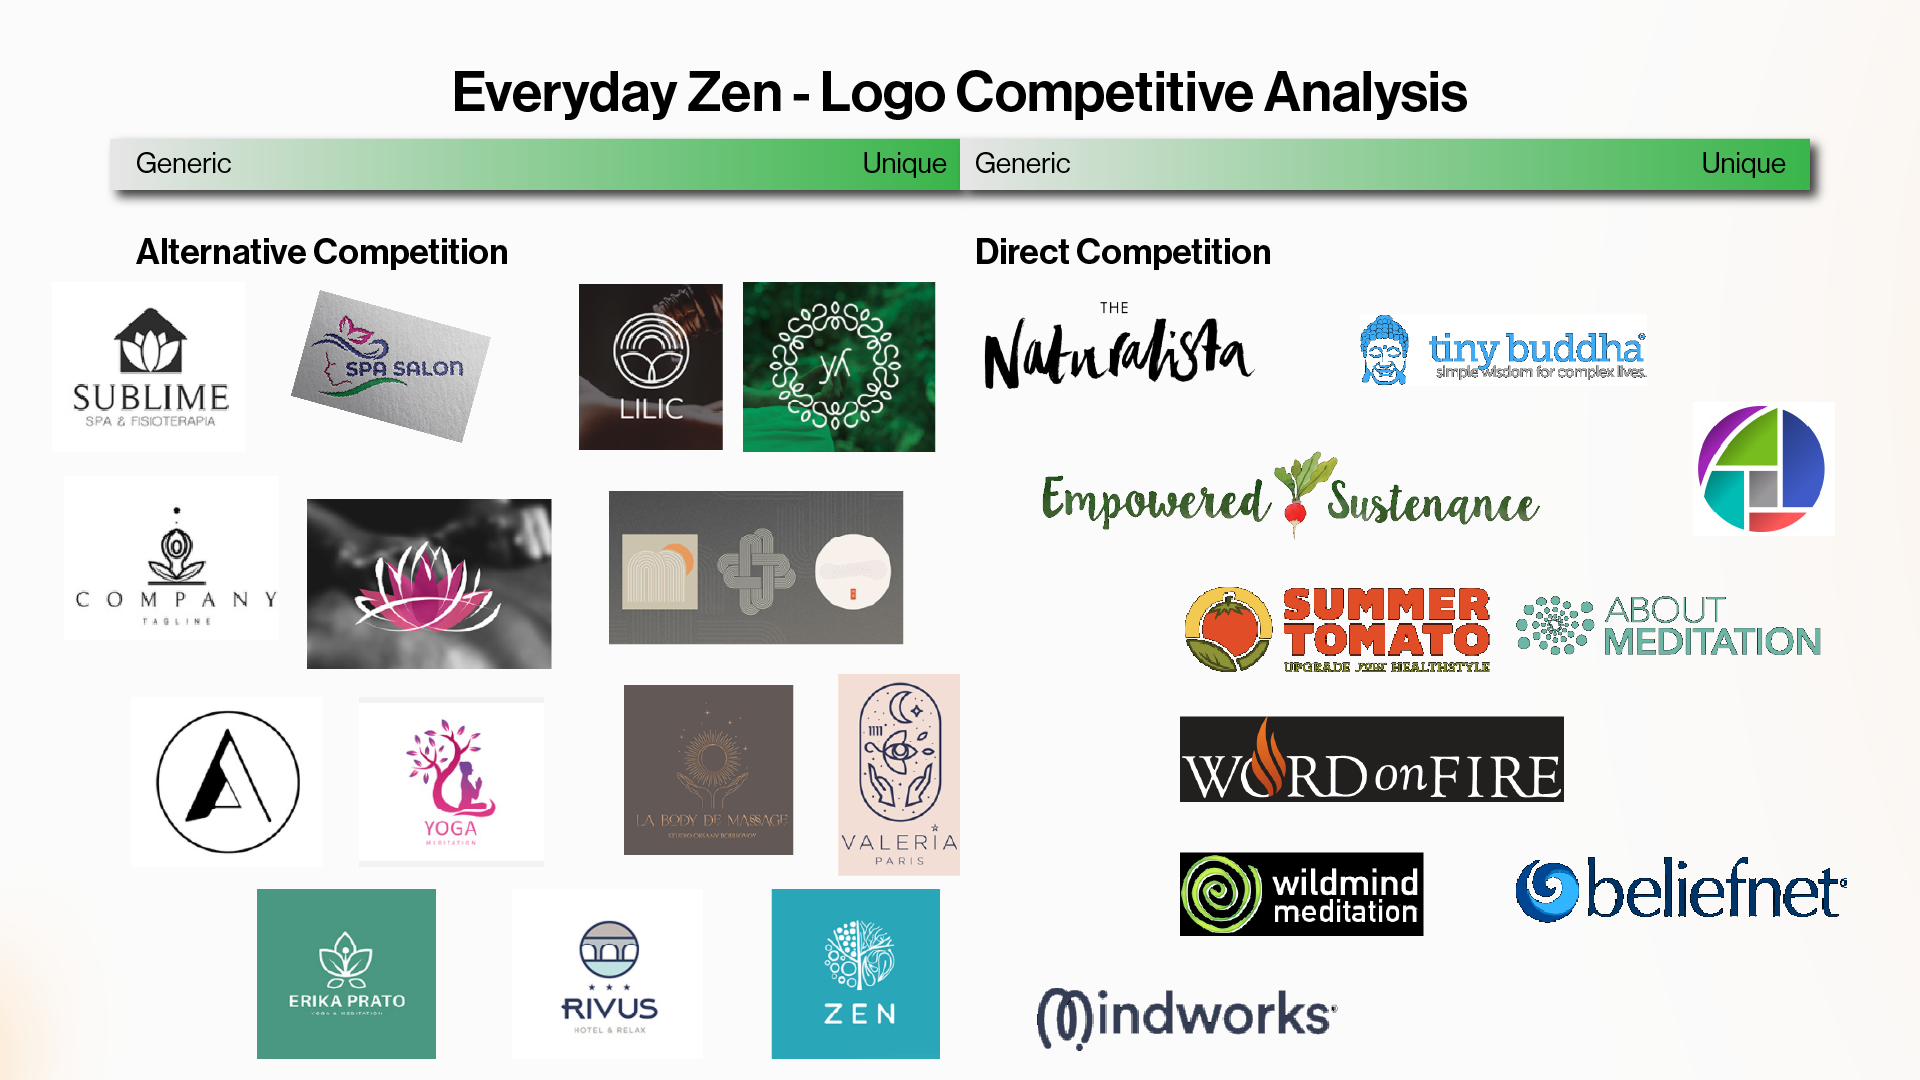 Everyday Zen - Logo Competitive Analysis
Generic
Unique
Generic
Unique
Alternative Competition
Direct Competition
SUBLIME
SPA & FISIOTERAPIA
SPA SALON
LILIC
THE
Naturalista
tiny buddha®
simple wisdom for complex lives.
COMPANY
TAGLINE
Empowered Sustenance
SUMMER
TOMATO
UPGRADE YOUR HEALTHSTYLE
ABOUT
MEDITATION
A
YOGA
MEDITATION
LA BODY DE MASSAGE
VALERIA
PARIS
WORD on FIRE
wildmind
meditation
beliefnet
ERIKA PRATO
YOGA & MEDITATION
RIVUS
HOTEL & RELAX
ZEN
Mindworks